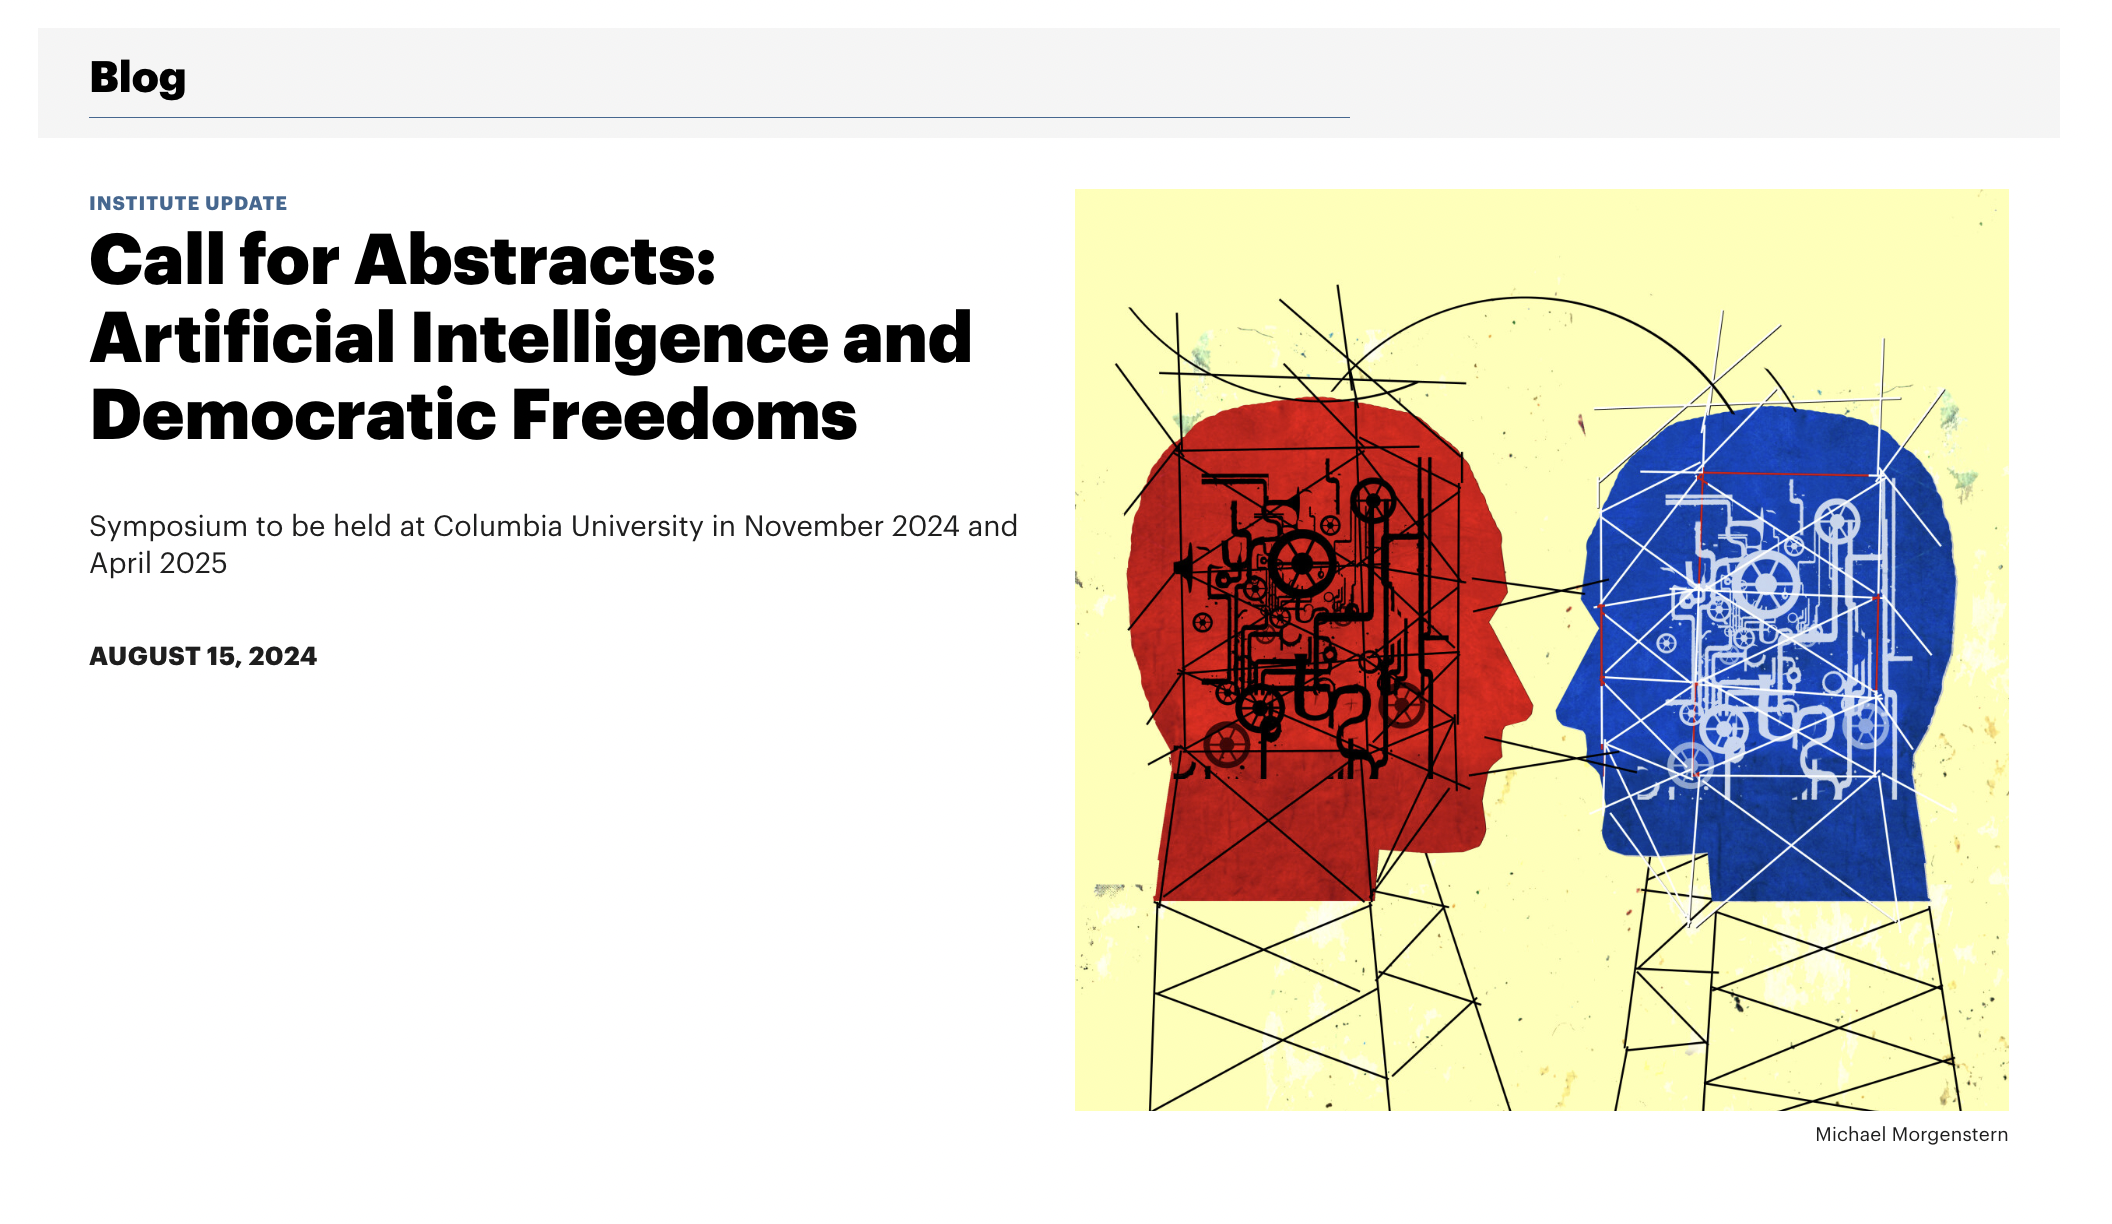 Blog
INSTITUTE UPDATE
Call for Abstracts:
Artificial Intelligence and
Democratic Freedoms
Symposium to be held at Columbia University in November 2024 and
April 2025
AUGUST 15, 2024
Michael Morgenstern